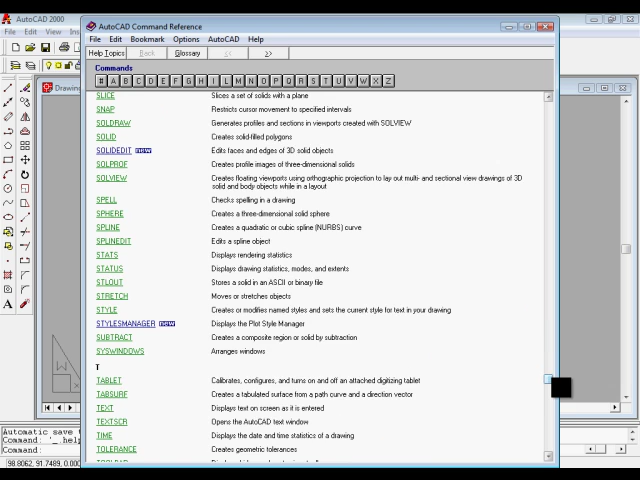 AutoCAD 2000
File Edit View Inse
Drawin
AutoCAD Command Reference
File Edit Bookmark Options AutoCAD Help
Help Topics Back Glossary << >>
Commands
# A B C D E F G H I L M N O P Q R S T U V W X Z
SLICE Slices a set of solids with a plane
SNAP Restricts cursor movement to specified intervals
SOLDRAW Generates profiles and sections in viewports created with SOLVIEW
SOLID Creates solid-filled polygons
SOLIDEDIT new Edits faces and edges of 3D solid objects
SOLPROF Creates profile images of three-dimensional solids
SOLVIEW Creates floating viewports using orthographic projection to lay out multi- and sectional view drawings of 3D
solid and body objects while in a layout
SPELL Checks spelling in a drawing
SPHERE Creates a three-dimensional solid sphere
SPLINE Creates a quadratic or cubic spline (NURBS) curve
SPLINEDIT Edits a spline object
STATS Displays rendering statistics
STATUS Displays drawing statistics, modes, and extents
STLOUT Stores a solid in an ASCII or binary file
STRETCH Moves or stretches objects
STYLE Creates or modifies named styles and sets the current style for text in your drawing
STYLESMANAGER new Displays the Plot Style Manager
SUBTRACT Creates a composite region or solid by subtraction
SYSWINDOWS Arranges windows
T
TABLET Calibrates, configures, and turns on and off an attached digitizing tablet
TABSURF Creates a tabulated surface from a path curve and a direction vector
TEXT Displays text on screen as it is entered
TEXTSCR Opens the AutoCAD text window
TIME Displays the date and time statistics of a drawing
TOLERANCE Creates geometric tolerances
A
W
X
Automatic save t
Command: '_help
Command:
98.8062, 91.7489, 0.000